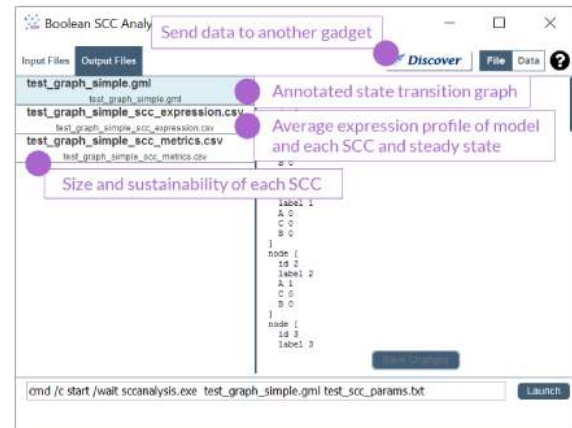 Boolean SCC Analy
Send data to another gadget
Input Files
Output Files
Discover
File
Data
?
test_graph_simple.gml
test_graph_simple.gml
Annotated state transition graph
test_graph_simple_scc_expression.csv
test_graph_simple_scc_expression.csv
Average expression profile of model
and each SCC and steady state
test_graph_simple_scc_metrics.csv
test_graph_simple_scc_metrics.csv
B 0
Size and sustainability of each SCC
label 1
A 0
C 0
B 0
]
node [
id 2
label 2
A 1
C 0
B 0
]
node [
id 3
label 3
Save Changes
cmd /c start /wait sccanalysis.exe test_graph_simple.gml test_scc_params.txt
Launch